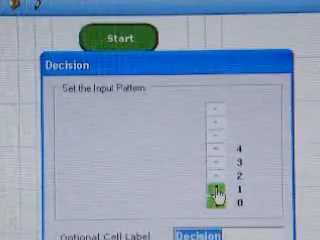 Start
Decision
Set the Input Pattern
4
3
2
1
0
Optional Cell Label
Decision